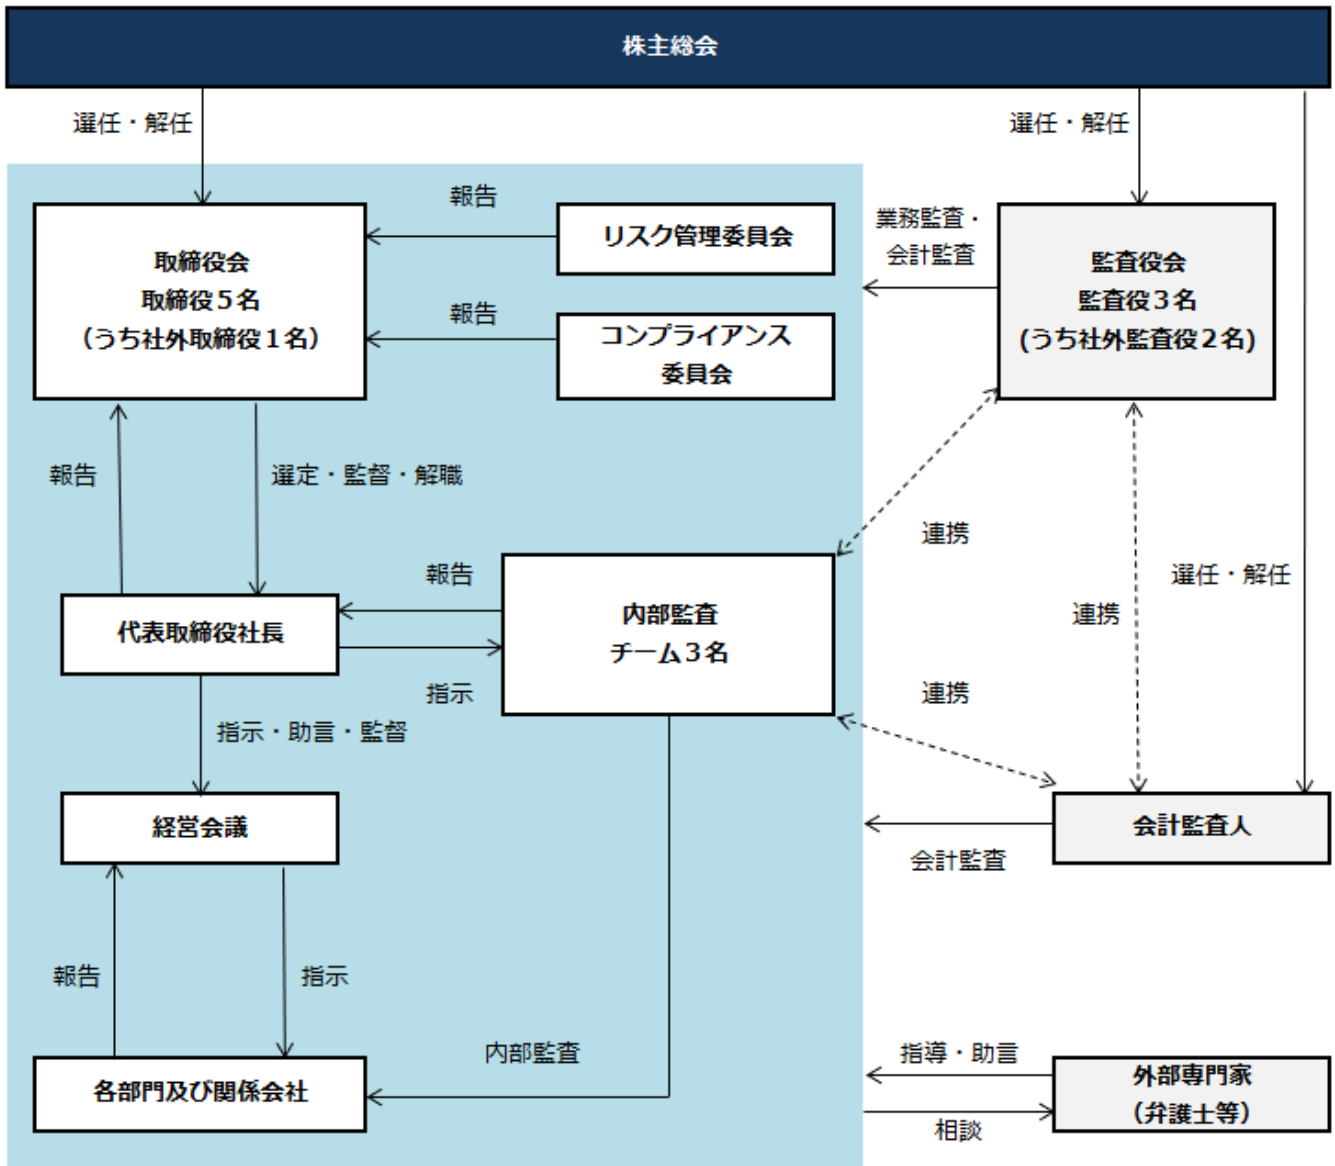 株主総会
選任・解任
選任・解任
報告
リスク管理委員会
業務監査・
会計監査
取締役会
取締役５名
（うち社外取締役１名）
監査役会
監査役３名
(うち社外監査役２名)
報告
コンプライアンス
委員会
報告
選定・監督・解職
連携
報告
内部監査
チーム３名
選任・解任
連携
代表取締役社長
指示
連携
指示・助言・監督
経営会議
会計監査人
会計監査
報告
指示
内部監査
指導・助言
各部門及び関係会社
外部専門家
（弁護士等）
相談